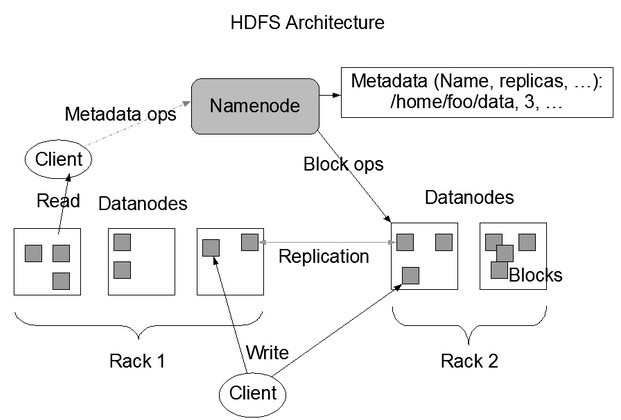 HDFS Architecture
Metadata (Name, replicas, …):
/home/foo/data, 3, …
Namenode
Metadata ops
Client
Block ops
Read
Datanodes
Datanodes
Replication
Blocks
Write
Rack 1
Rack 2
Client